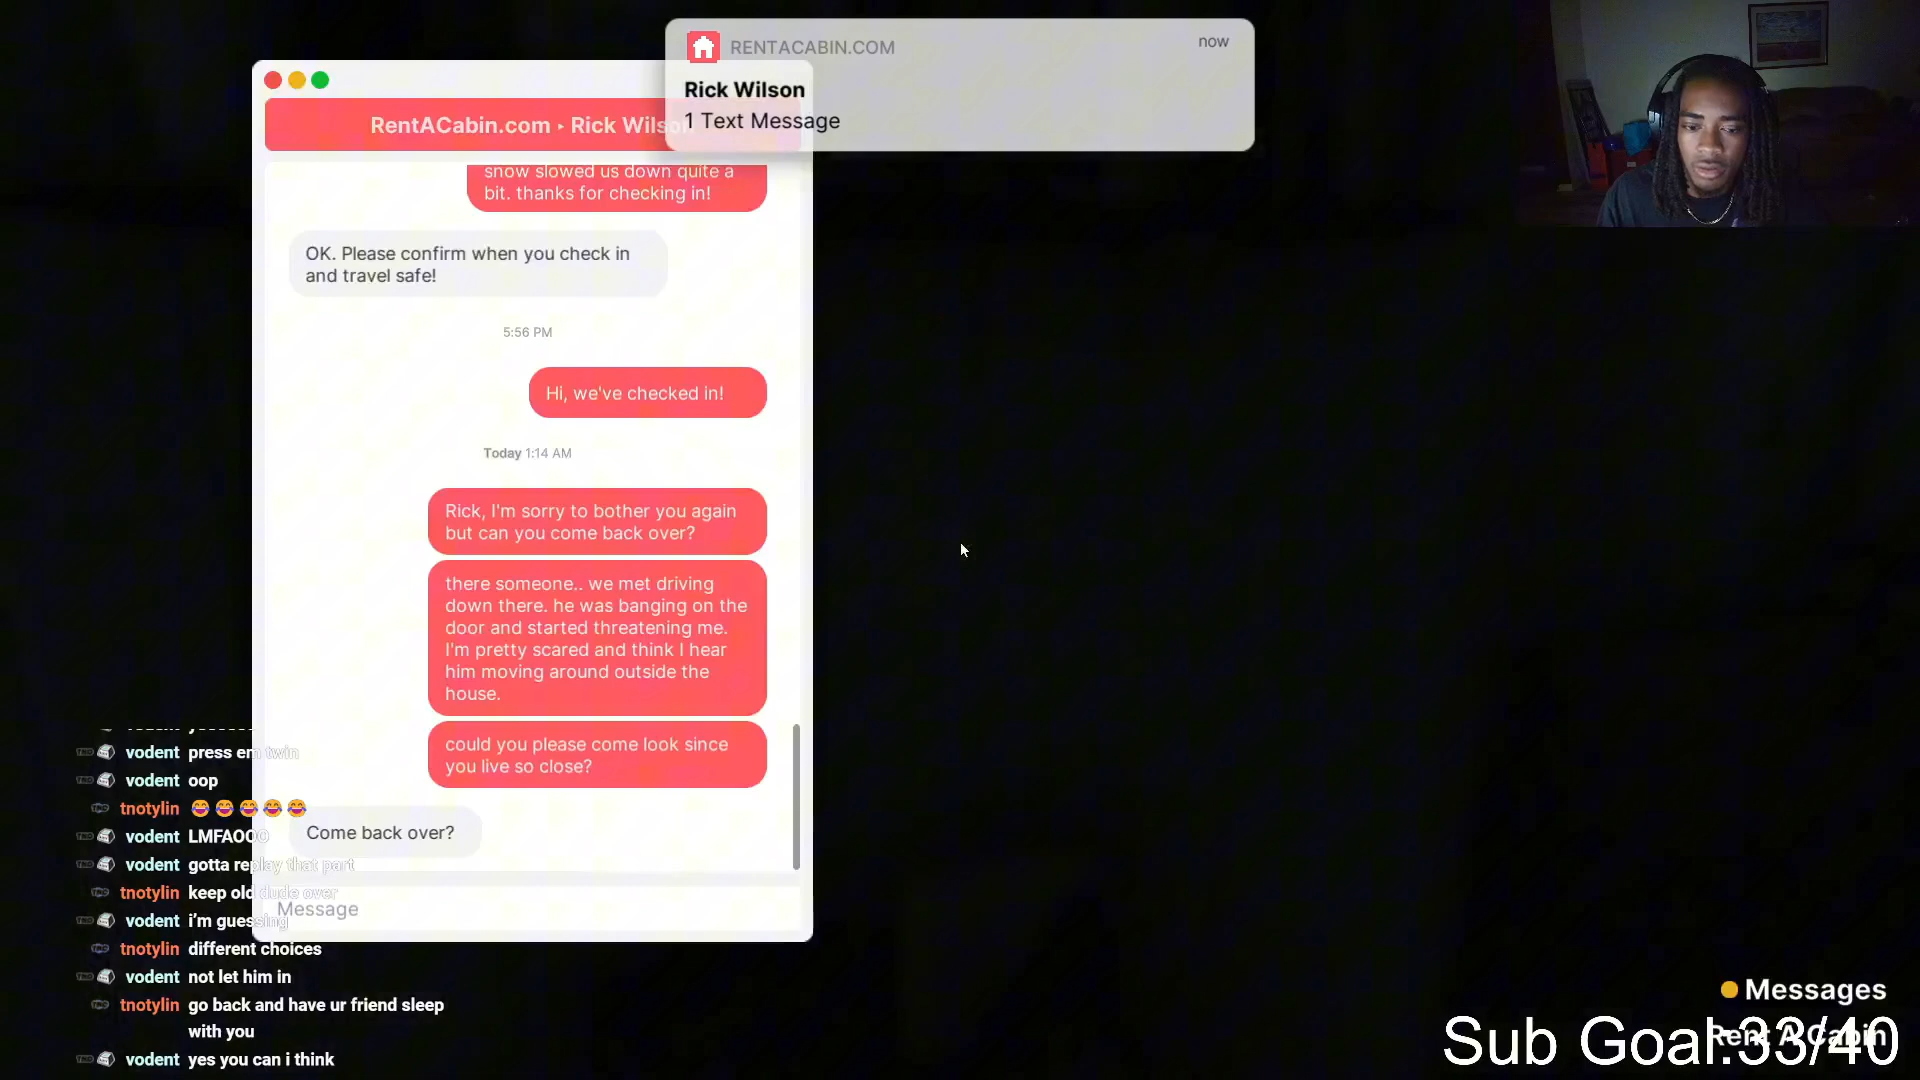 RENTACABIN.COM
now
Rick Wilson
1 Text Message
RentACabin.com · Rick Wilson
snow slowed us down quite a
bit. thanks for checking in!
OK. Please confirm when you check in
and travel safe!
5:56 PM
Hi, we've checked in!
Today 1:14 AM
Rick, I'm sorry to bother you again
but can you come back over?
there someone.. we met driving
down there. he was banging on the
door and started threatening me.
I'm pretty scared and think I hear
him moving around outside the
house.
could you please come look since
you live so close?
Come back over?
Message
vodent press em twin
vodent oop
tnotylin 😂😂😂😂😂
vodent LMFAOOO
vodent gotta replay that part
tnotylin keep old dude over
vodent i'm guessing
tnotylin different choices
vodent not let him in
tnotylin go back and have ur friend sleep
with you
vodent yes you can i think
Messages
Rent A Cabin
Sub Goal:33/40